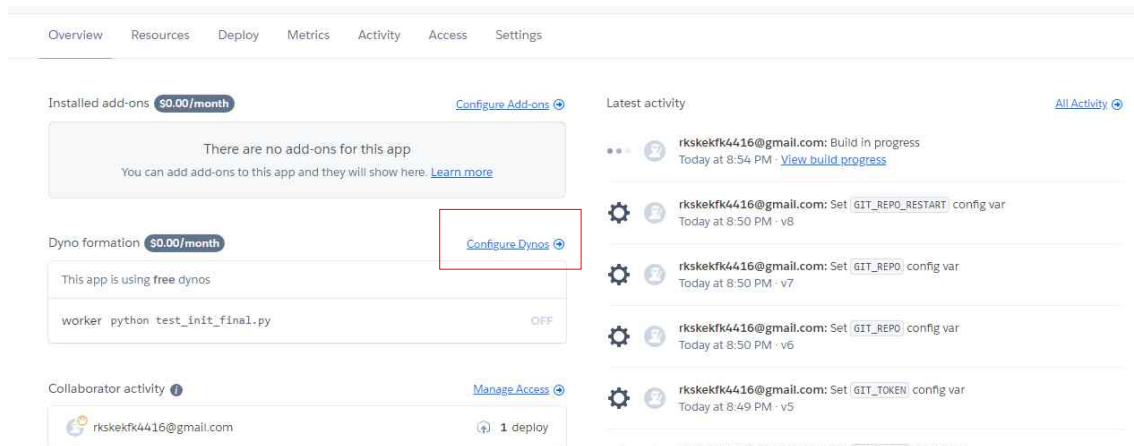 Overview Resources Deploy Metrics Activity Access Settings
Installed add-ons $0.00/month Configure Add-ons
There are no add-ons for this app
You can add add-ons to this app and they will show here. Learn more
Dyno formation $0.00/month Configure Dynos
This app is using free dynos
worker python test_init_final.py OFF
Collaborator activity Manage Access
rkskekfk4416@gmail.com 1 deploy
Latest activity All Activity
rkskekfk4416@gmail.com: Build in progress
Today at 8:54 PM · View build progress
rkskekfk4416@gmail.com: Set GIT_REPO_RESTART config var
Today at 8:50 PM · v8
rkskekfk4416@gmail.com: Set GIT_REPO config var
Today at 8:50 PM · v7
rkskekfk4416@gmail.com: Set GIT_REPO config var
Today at 8:50 PM · v6
rkskekfk4416@gmail.com: Set GIT_TOKEN config var
Today at 8:49 PM · v5